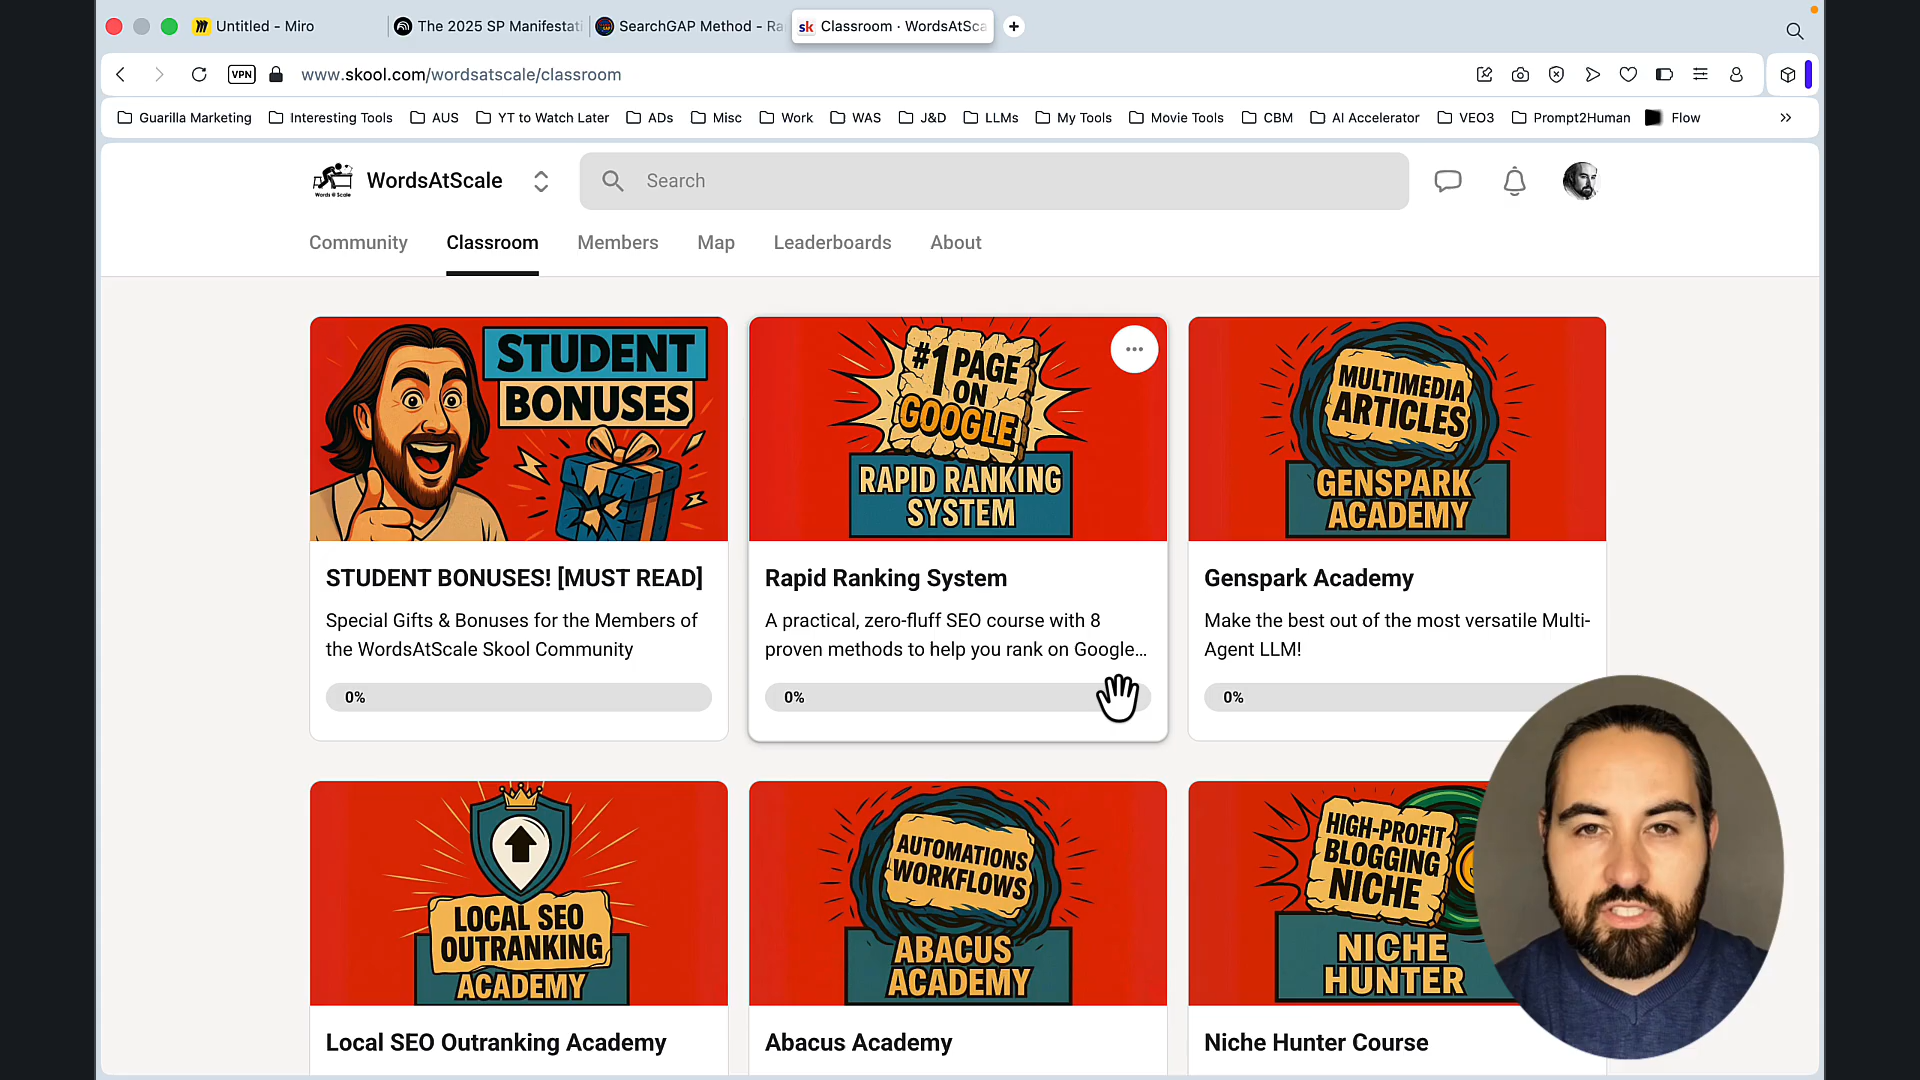 Untitled - Miro
The 2025 SP Manifestati
SearchGAP Method - Ra
sk Classroom · WordsAtSca
VPN
www.skool.com/wordsatscale/classroom
Guarilla Marketing
Interesting Tools
AUS
YT to Watch Later
ADs
Misc
Work
WAS
J&D
LLMs
My Tools
Movie Tools
CBM
AI Accelerator
VEO3
Prompt2Human
Flow
WordsAtScale
Search
Community
Classroom
Members
Map
Leaderboards
About
STUDENT
BONUSES
#1 PAGE
ON
GOOGLE
RAPID RANKING
SYSTEM
MULTIMEDIA
ARTICLES
GENSPARK
ACADEMY
STUDENT BONUSES! [MUST READ]
Special Gifts & Bonuses for the Members of
the WordsAtScale Skool Community
0%
Rapid Ranking System
A practical, zero-fluff SEO course with 8
proven methods to help you rank on Google...
0%
Genspark Academy
Make the best out of the most versatile Multi-
Agent LLM!
0%
LOCAL SEO
OUTRANKING
ACADEMY
AUTOMATIONS
WORKFLOWS
ABACUS
ACADEMY
HIGH-PROFIT
BLOGGING
NICHE
NICHE
HUNTER
Local SEO Outranking Academy
Abacus Academy
Niche Hunter Course